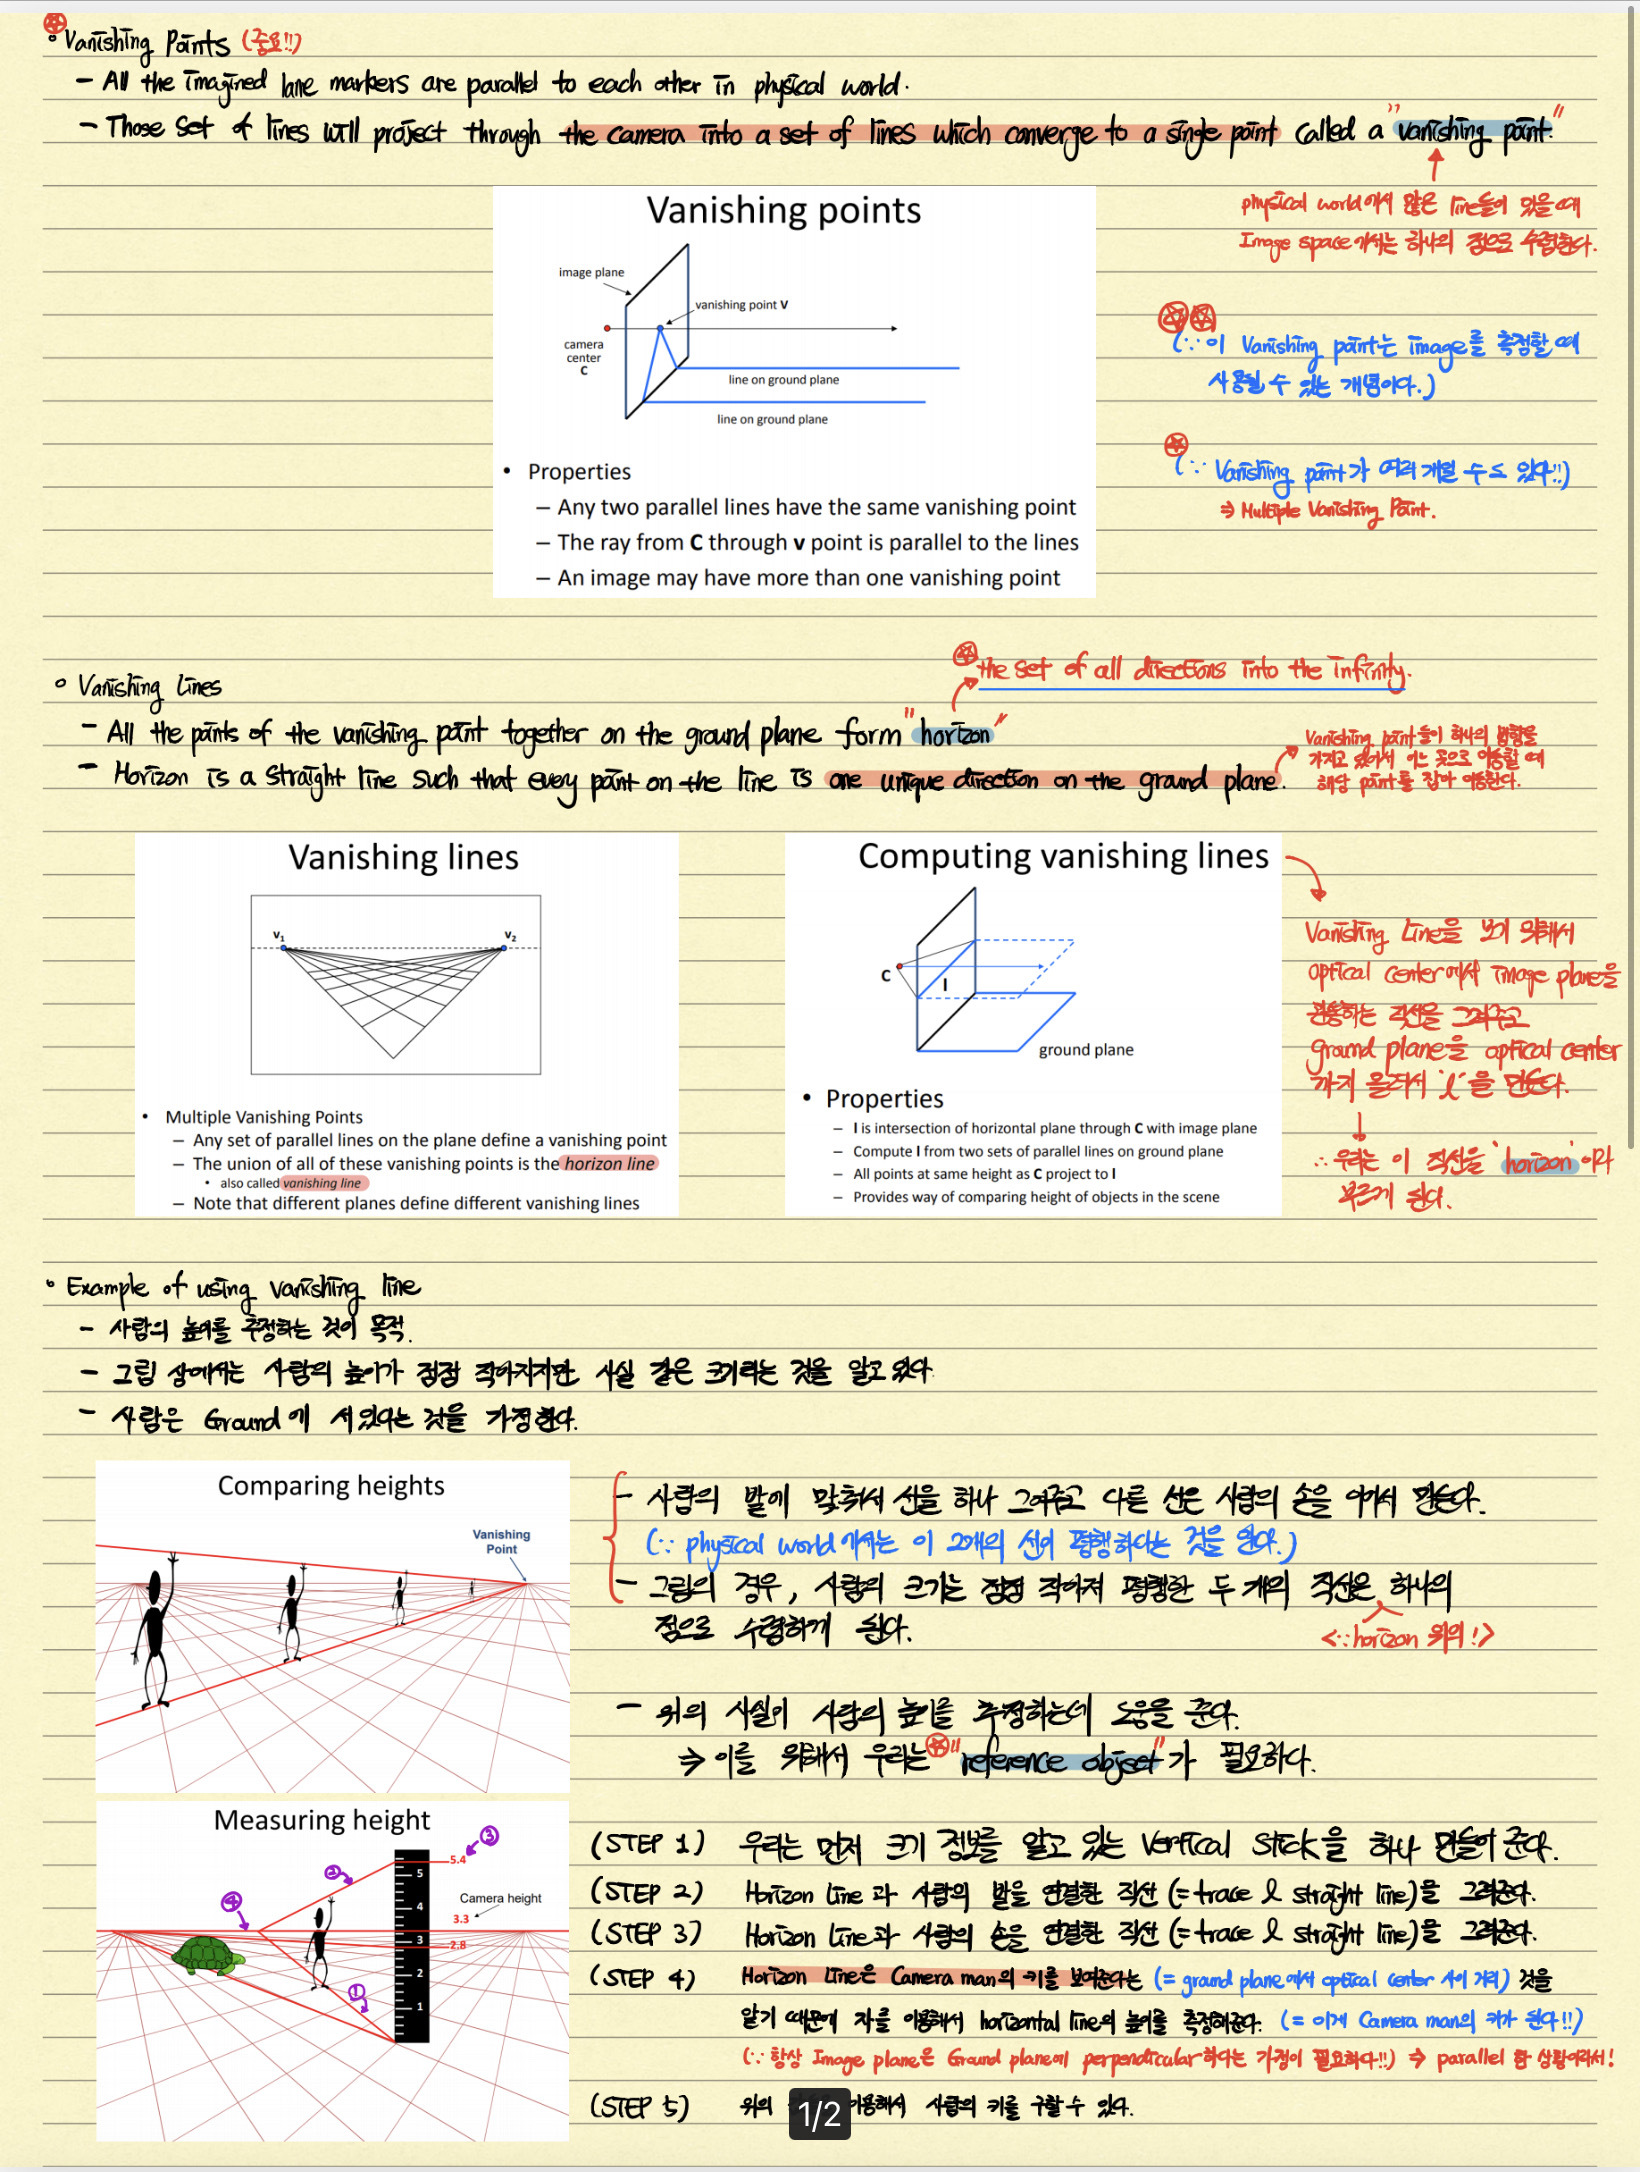 Vanishing Points (중요!!)
- All the imagined lane markers are parallel to each other in physical world.
- Those set of lines will project through the camera into a set of lines which converge to a single point called a "vanishing point."
physical world에서 많은 line들이 있을 때
Image space에서는 하나의 점으로 수렴한다.
Vanishing points
image plane
vanishing point V
camera
center
C
line on ground plane
line on ground plane
(∵ 이 Vanishing point는 image를 측정할 때
사용될 수 있는 개념이다.)
(∵ Vanishing point가 여러 개일 수도 있다!!)
⇒ Multiple Vanishing Point.
• Properties
– Any two parallel lines have the same vanishing point
– The ray from C through v point is parallel to the lines
– An image may have more than one vanishing point
the set of all directions into the infinity.
Vanishing lines
- All the points of the vanishing point together on the ground plane form "horizon"
- Horizon is a straight line such that every point on the line is one unique direction on the ground plane.
Vanishing point들이 하나의 방향을
가지고 있어서 어느 곳으로 이동할 때
해당 point를 잡아 이동한다.
Vanishing lines
v1
v2
• Multiple Vanishing Points
– Any set of parallel lines on the plane define a vanishing point
– The union of all of these vanishing points is the horizon line
• also called vanishing line
– Note that different planes define different vanishing lines
Computing vanishing lines
C
l
ground plane
• Properties
– l is intersection of horizontal plane through C with image plane
– Compute l from two sets of parallel lines on ground plane
– All points at same height as C project to l
– Provides way of comparing height of objects in the scene
Vanishing Line을 보기 위해서
optical center에서 image plane을
관통하는 직선을 그려주고
ground plane을 optical center
까지 올려서 'l'을 만든다.
∴ 우리는 이 직선을 'horizon'이라
부르게 된다.
Example of using vanishing line
- 사람의 높이를 추정하는 것이 목적.
- 그림 상에서는 사람의 높이가 점점 작아지지만 사실 같은 크기라는 것을 알고 있다.
- 사람은 Ground에 서있다는 것을 가정한다.
Comparing heights
Vanishing
Point
- 사람의 발에 맞춰서 선을 하나 그어주고 다른 선은 사람의 손을 이어서 만든다.
(∵ physical world에서는 이 2개의 선이 평행하다는 것을 안다.)
- 그림의 경우, 사람의 크기는 점점 작아져 평행한 두 개의 직선은 하나의
점으로 수렴하게 된다.
<∵ horizon 위의!>
- 위의 사실이 사람의 높이를 추정하는데 도움을 준다.
⇒ 이를 위해서 우리는 "reference object"가 필요하다.
Measuring height
5.4
5
4
Camera height
3.3
3
2.8
2
1
①
②
③
④
(STEP 1) 우리는 먼저 크기 정보를 알고 있는 Vertical Stick을 하나 만들어 준다.
(STEP 2) Horizon Line과 사람의 발을 연결한 직선 (= trace l straight line)을 그려준다.
(STEP 3) Horizon Line과 사람의 손을 연결한 직선 (= trace l straight line)을 그려준다.
(STEP 4) Horizon Line은 Camera man의 키를 보여준다는 (= ground plane에서 optical center 사이 거리) 것을
알기 때문에 자를 이용해서 horizontal line의 높이를 측정해준다. (= 이게 Camera man의 키가 된다!!)
(∵ 항상 Image plane은 Ground plane에 perpendicular하다는 가정이 필요하다!!) ⇒ parallel 한 상황이라서!
(STEP 5) 위의 이용해서 사람의 키를 구할 수 있다.
1/2